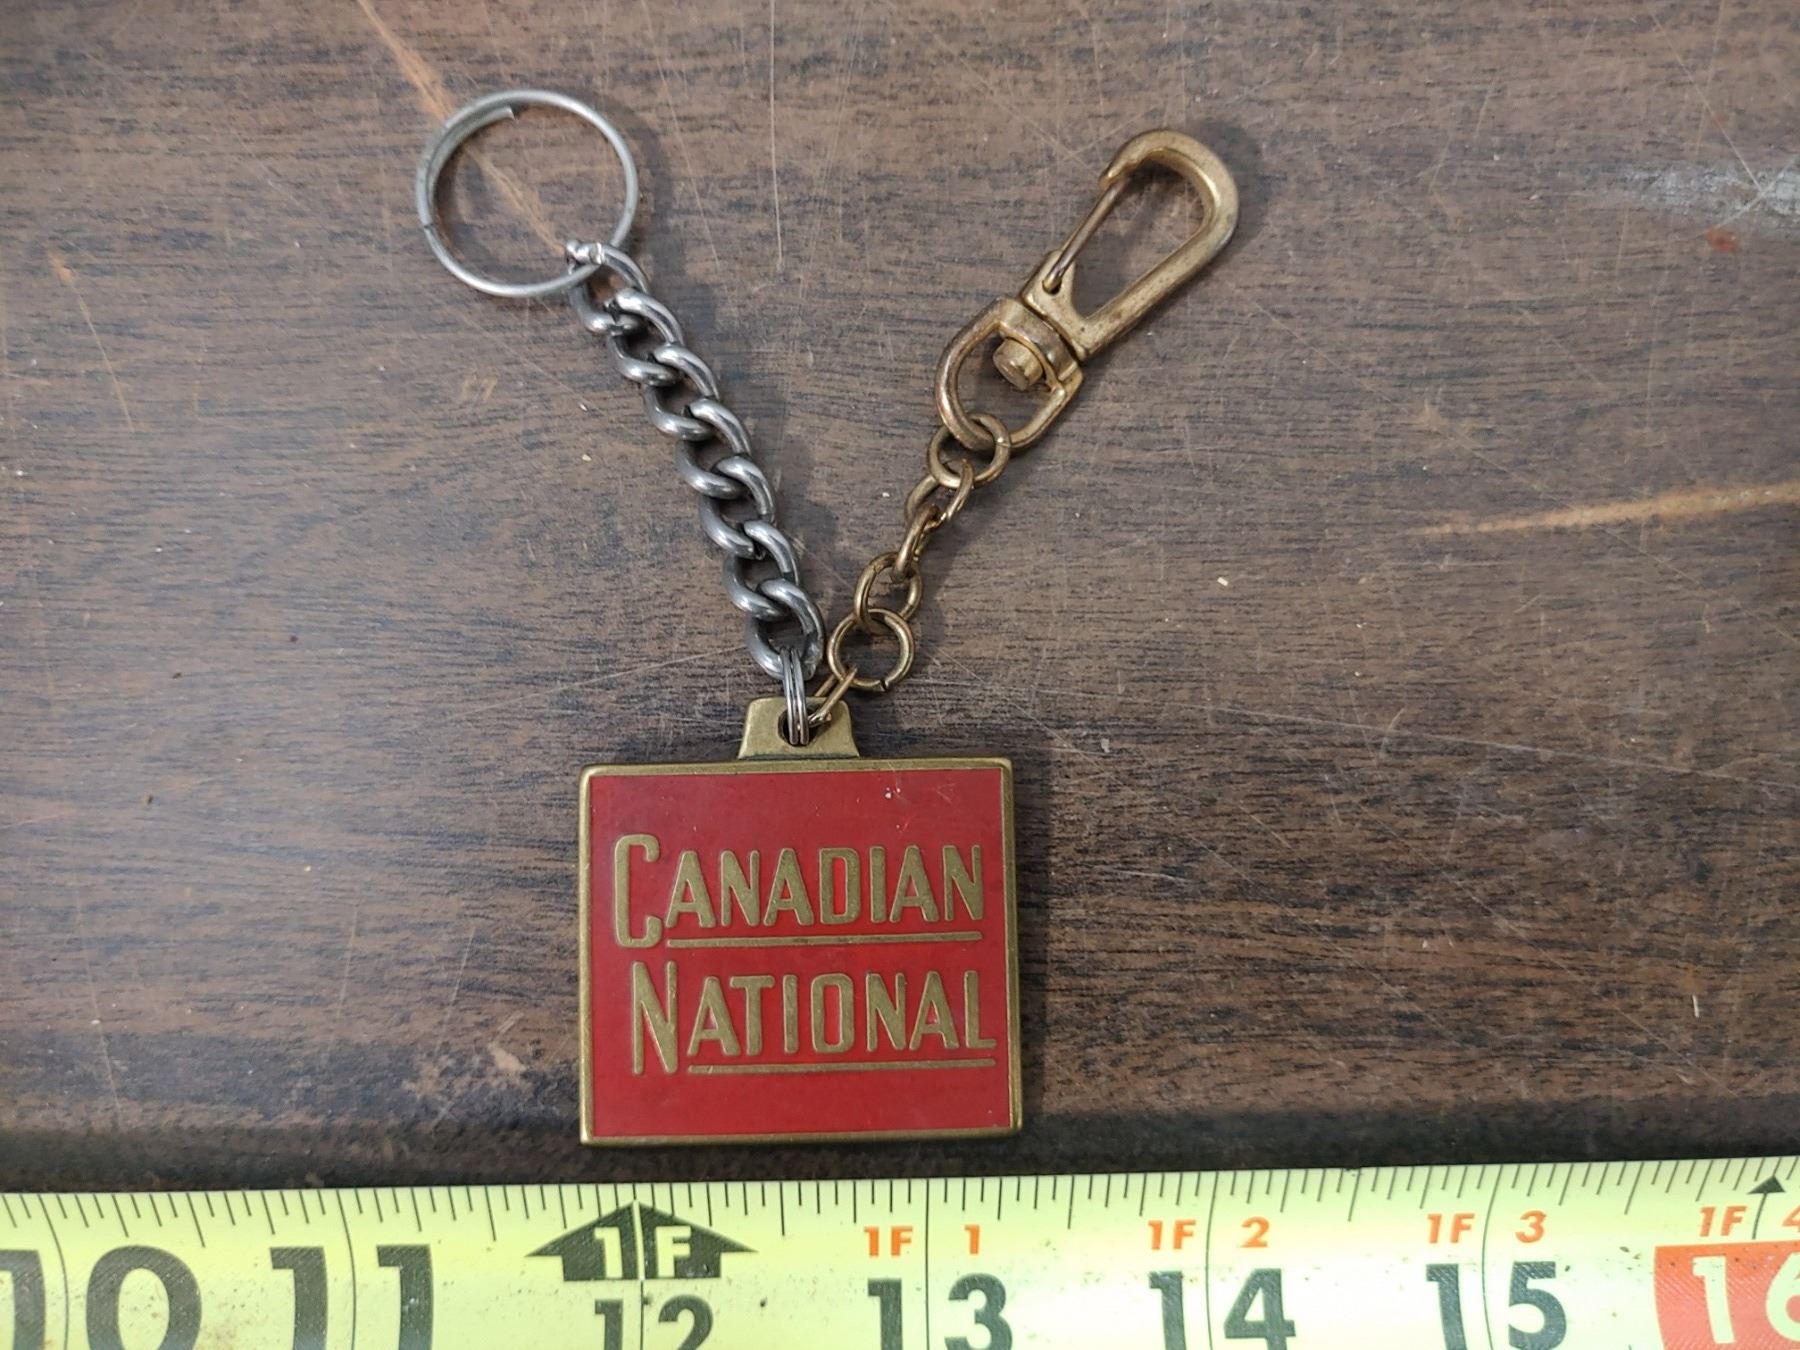 CANADIAN
NATIONAL
1F 1F 1 1F 2 1F 3 1F 4
10 11 12 13 14 15 16